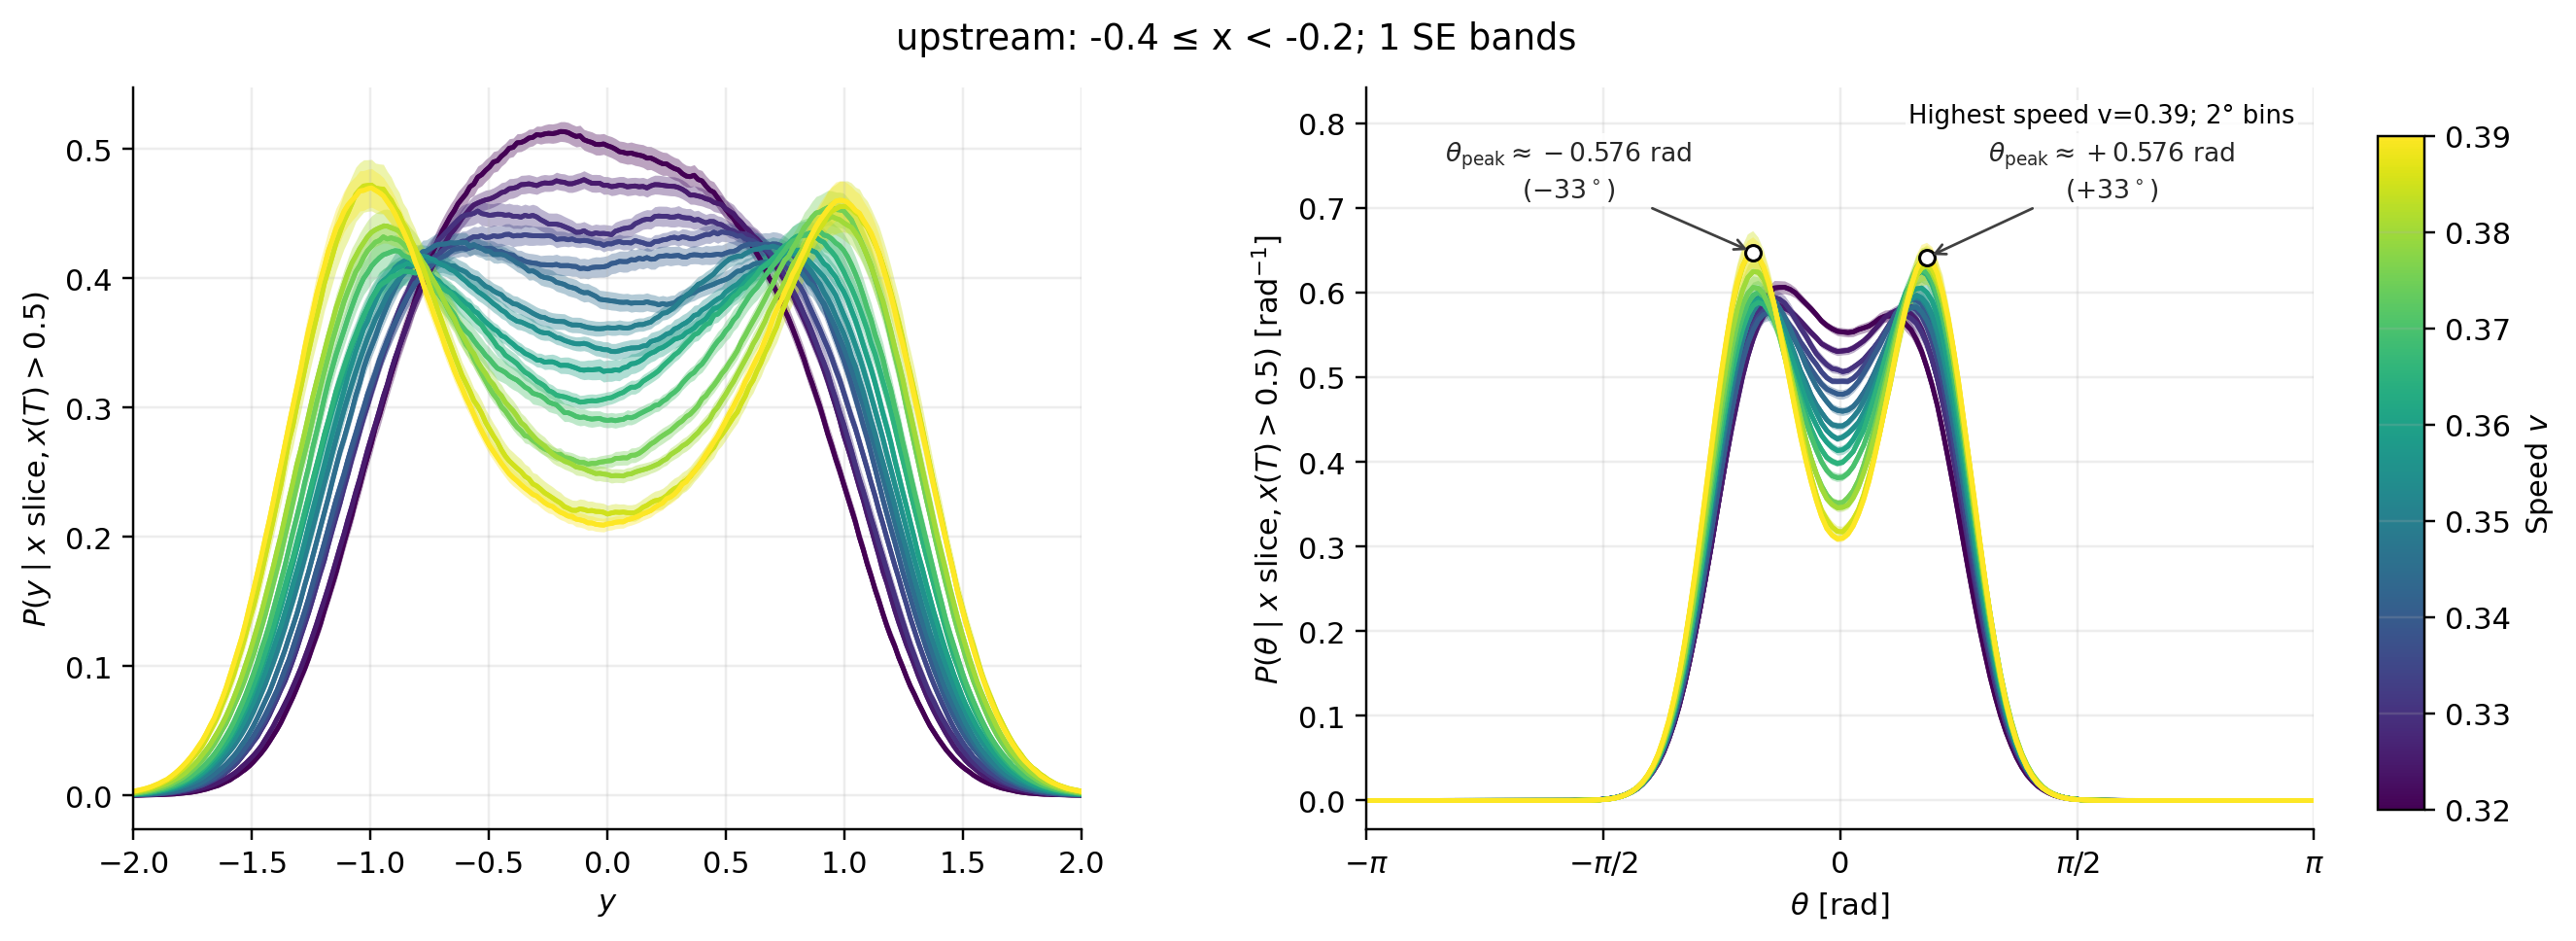 upstream: -0.4 ≤ x < -0.2; 1 SE bands
P(y | x slice, x(T) > 0.5)
0.5
0.4
0.3
0.2
0.1
0.0
−2.0 −1.5 −1.0 −0.5 0.0 0.5 1.0 1.5 2.0
y
P(θ | x slice, x(T) > 0.5) [rad⁻¹]
0.8
0.7
0.6
0.5
0.4
0.3
0.2
0.1
0.0
Highest speed v=0.39; 2° bins
θpeak ≈ −0.576 rad
(−33°)
θpeak ≈ +0.576 rad
(+33°)
−π −π/2 0 π/2 π
θ [rad]
0.39
0.38
0.37
0.36
0.35
0.34
0.33
0.32
Speed v